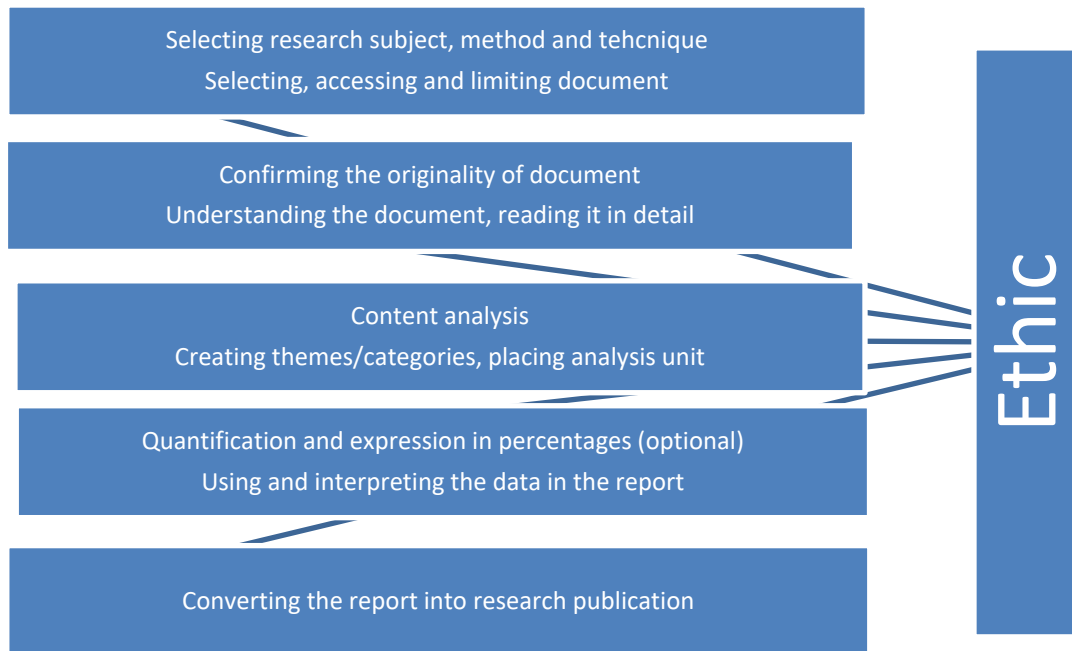 Selecting research subject, method and tehcnique
Selecting, accessing and limiting document
Confirming the originality of document
Understanding the document, reading it in detail
Content analysis
Creating themes/categories, placing analysis unit
Quantification and expression in percentages (optional)
Using and interpreting the data in the report
Converting the report into research publication
Ethic